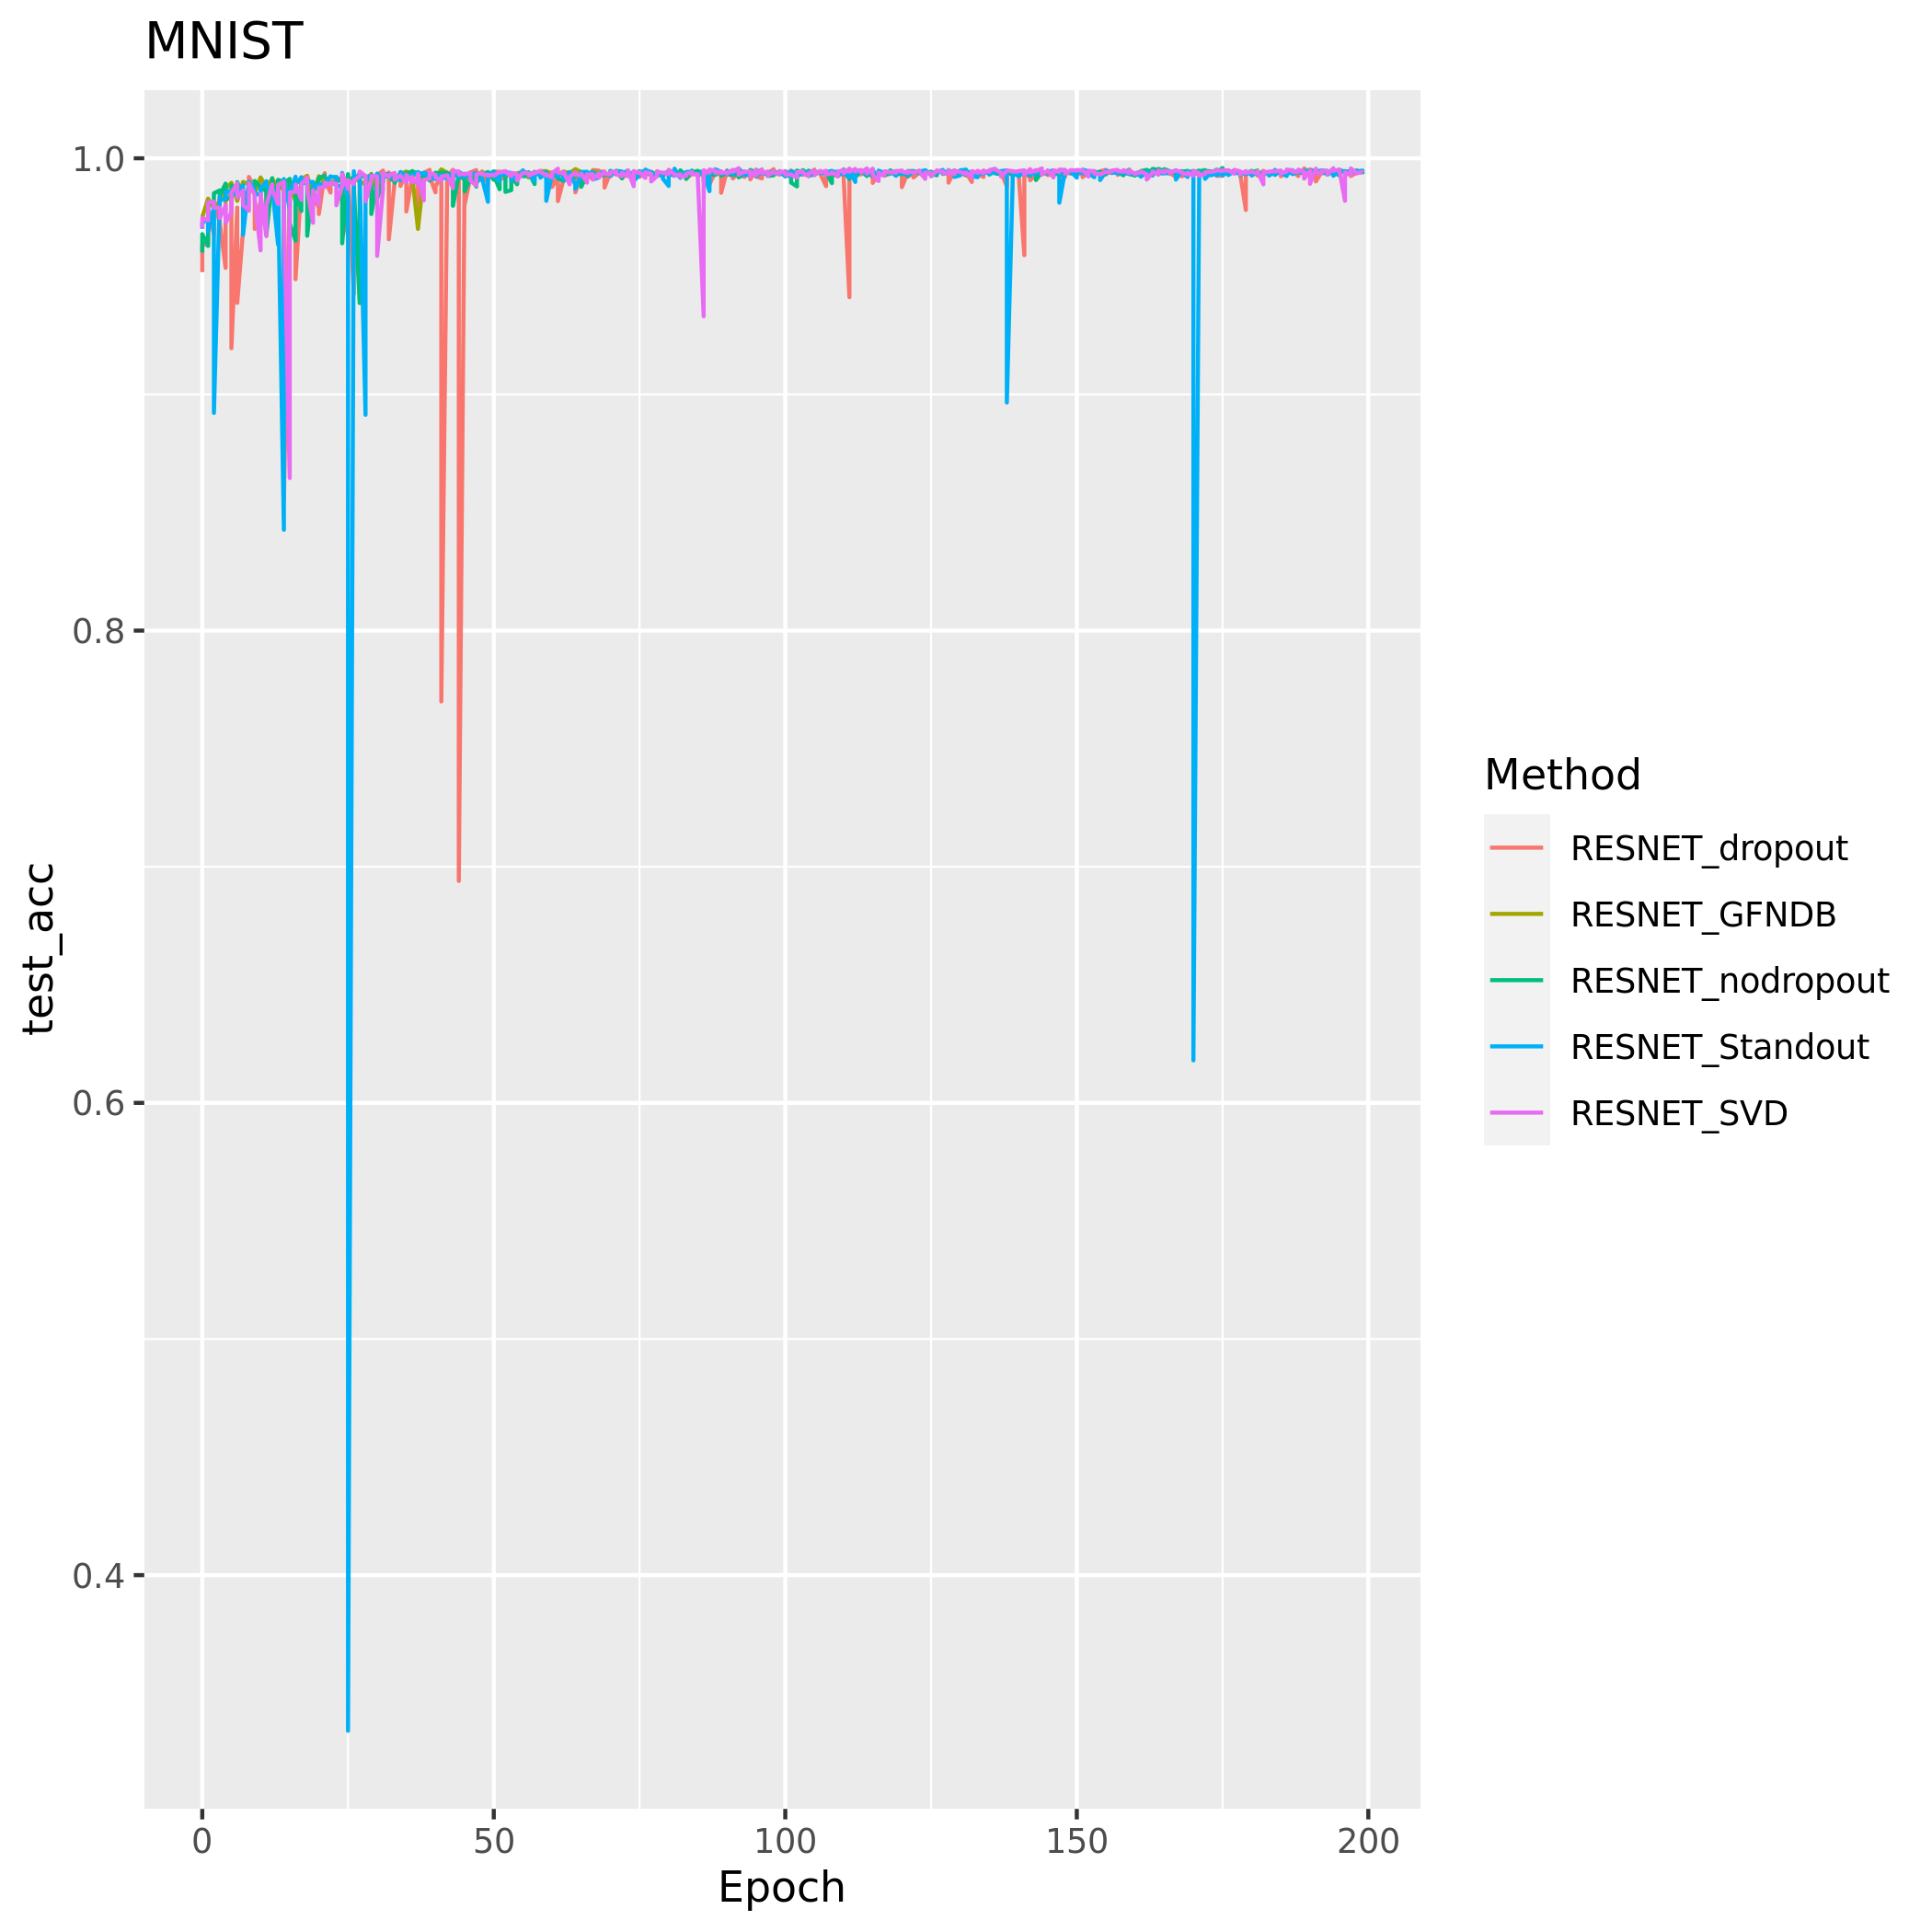 MNIST
1.0
0.8
0.6
0.4
test_acc
0
50
100
150
200
Epoch
Method
RESNET_dropout
RESNET_GFNDB
RESNET_nodropout
RESNET_Standout
RESNET_SVD